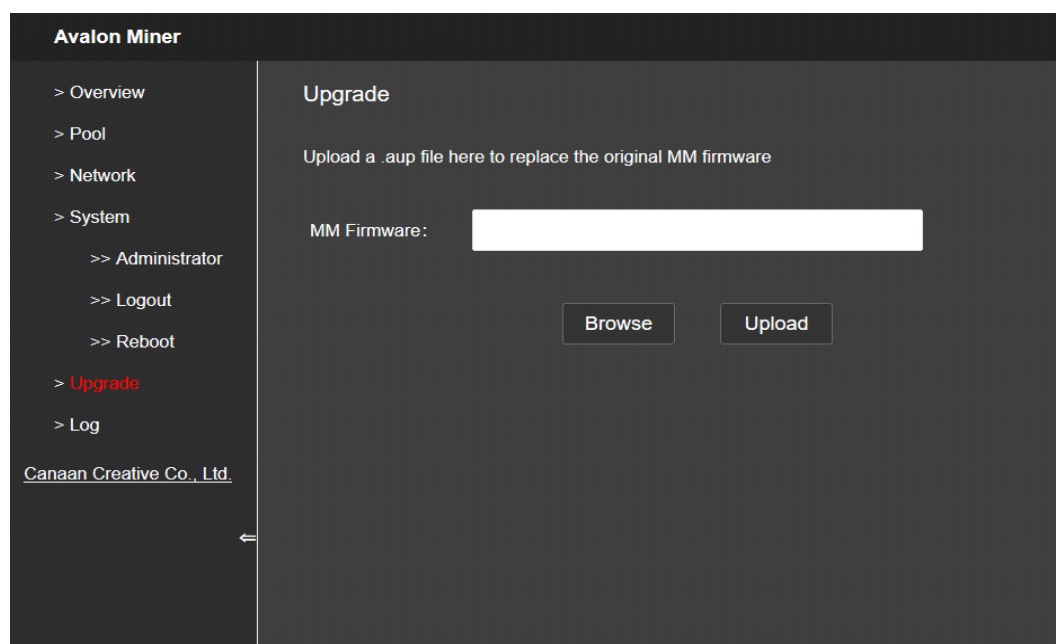 Avalon Miner
> Overview
> Pool
> Network
> System
>> Administrator
>> Logout
>> Reboot
> Upgrade
> Log
Canaan Creative Co., Ltd.
⇐
Upgrade
Upload a .aup file here to replace the original MM firmware
MM Firmware:
Browse Upload